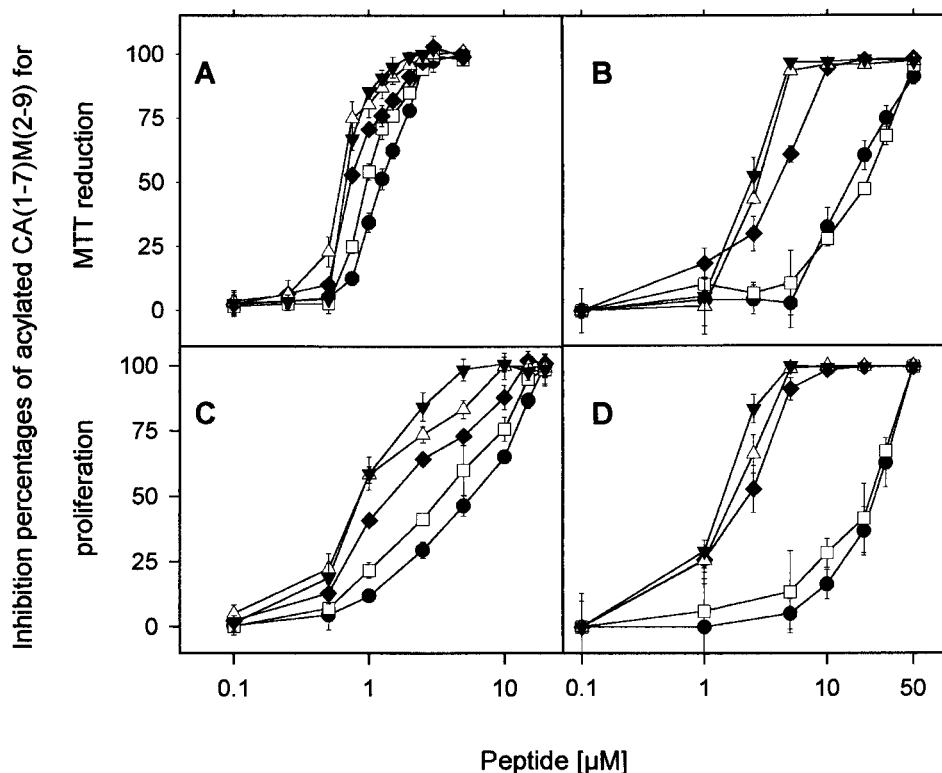 Inhibition percentages of acylated CA(1-7)M(2-9) for
MTT reduction
proliferation
A
100
75
50
25
0
B
C
100
75
50
25
0
D
0.1
1
10
0.1
1
10
50
Peptide [µM]